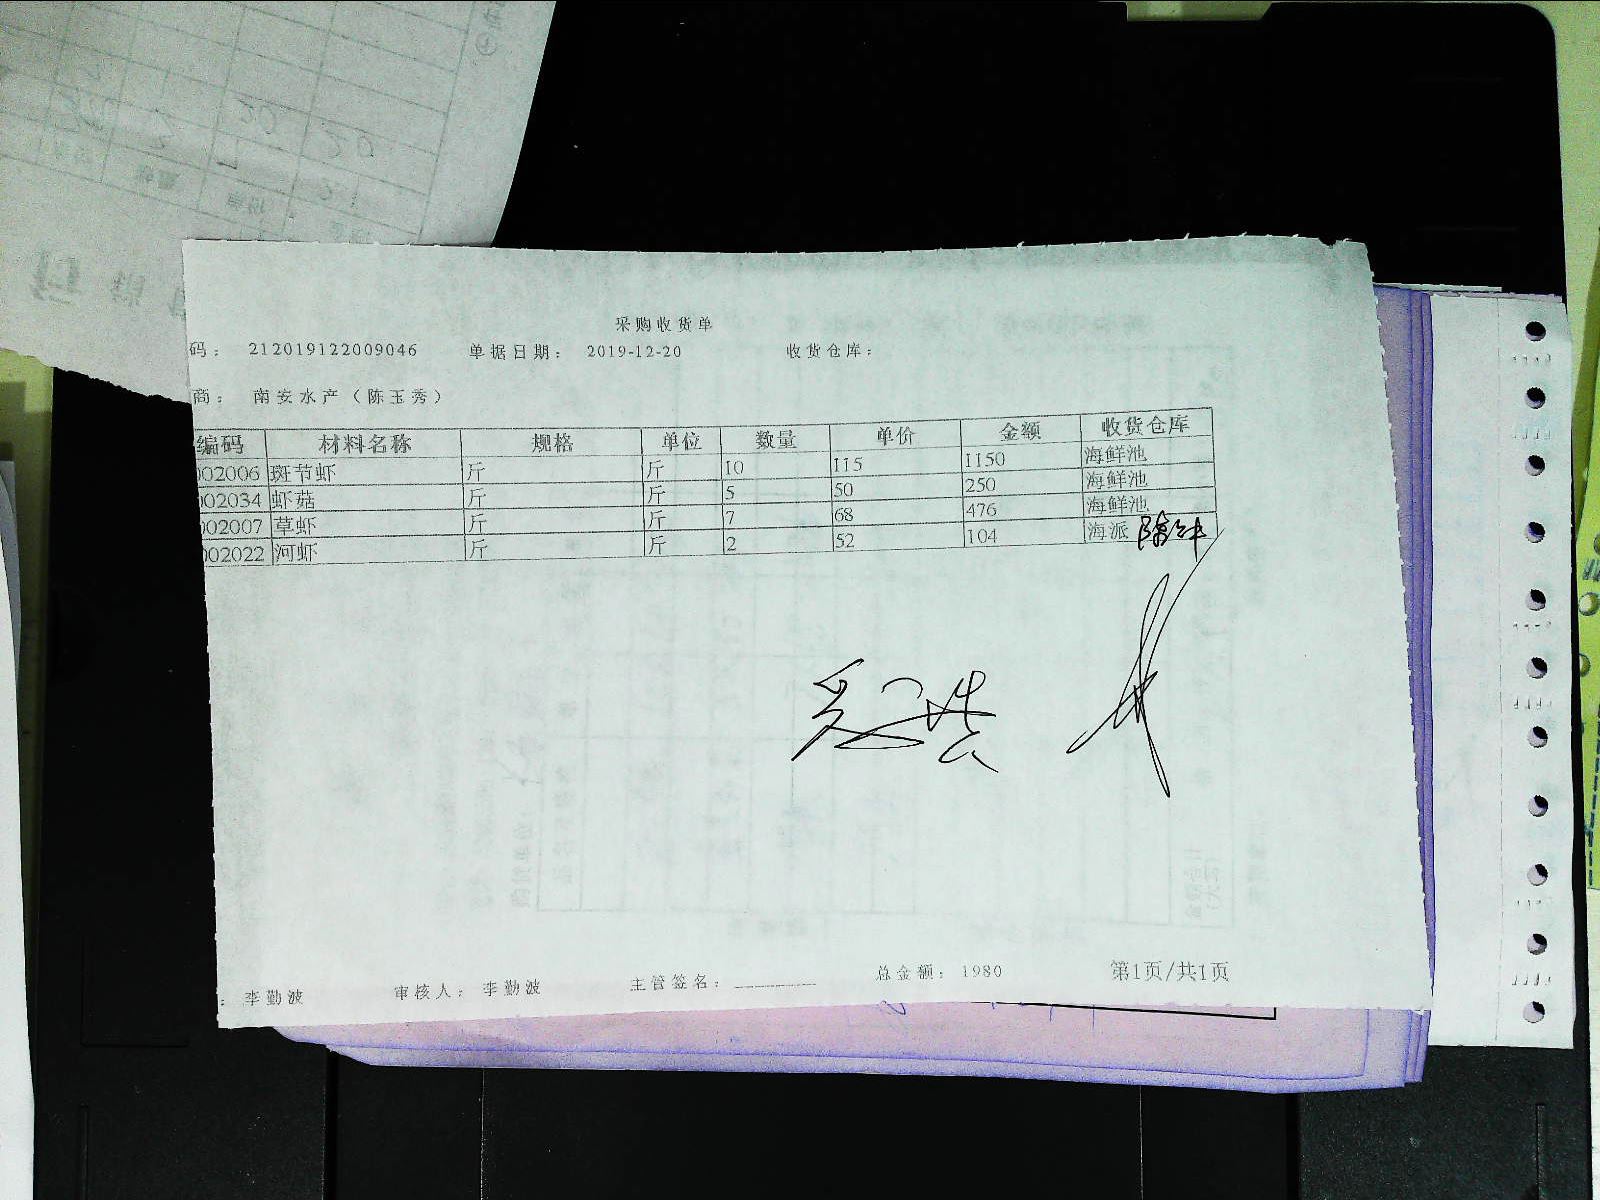 采购收货单
码： 212019122009046 单据日期： 2019-12-20 收货仓库：
商： 南安水产（陈玉秀）
编码 材料名称 规格 单位 数量 单价 金额 收货仓库
002006 斑节虾 斤 斤 10 115 1150 海鲜池
002034 虾菇 斤 斤 5 50 250 海鲜池
002007 草虾 斤 斤 7 68 476 海鲜池
002022 河虾 斤 斤 2 52 104 海派
： 李勤波 审核人： 李勤波 主管签名： 总金额： 1980 第1页/共1页